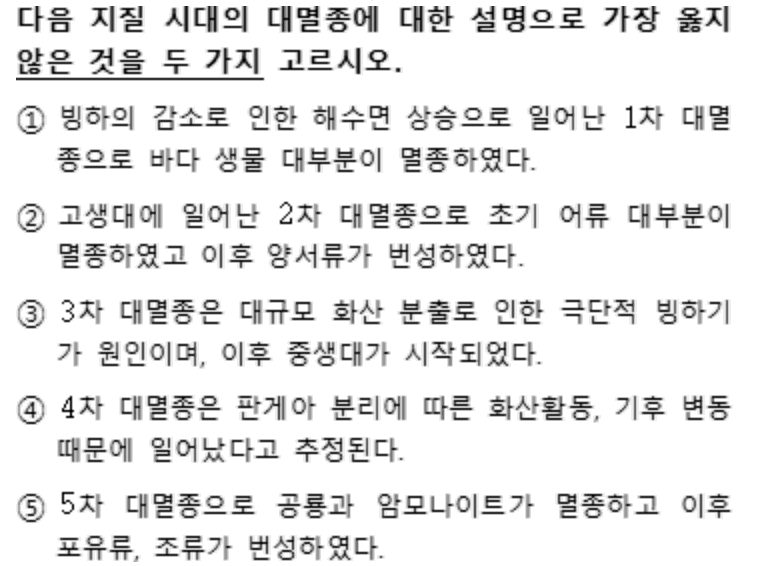 다음 지질 시대의 대멸종에 대한 설명으로 가장 옳지
않은 것을 두 가지 고르시오.
① 빙하의 감소로 인한 해수면 상승으로 일어난 1차 대멸
종으로 바다 생물 대부분이 멸종하였다.
② 고생대에 일어난 2차 대멸종으로 초기 어류 대부분이
멸종하였고 이후 양서류가 번성하였다.
③ 3차 대멸종은 대규모 화산 분출로 인한 극단적 빙하기
가 원인이며, 이후 중생대가 시작되었다.
④ 4차 대멸종은 판게아 분리에 따른 화산활동, 기후 변동
때문에 일어났다고 추정된다.
⑤ 5차 대멸종으로 공룡과 암모나이트가 멸종하고 이후
포유류, 조류가 번성하였다.